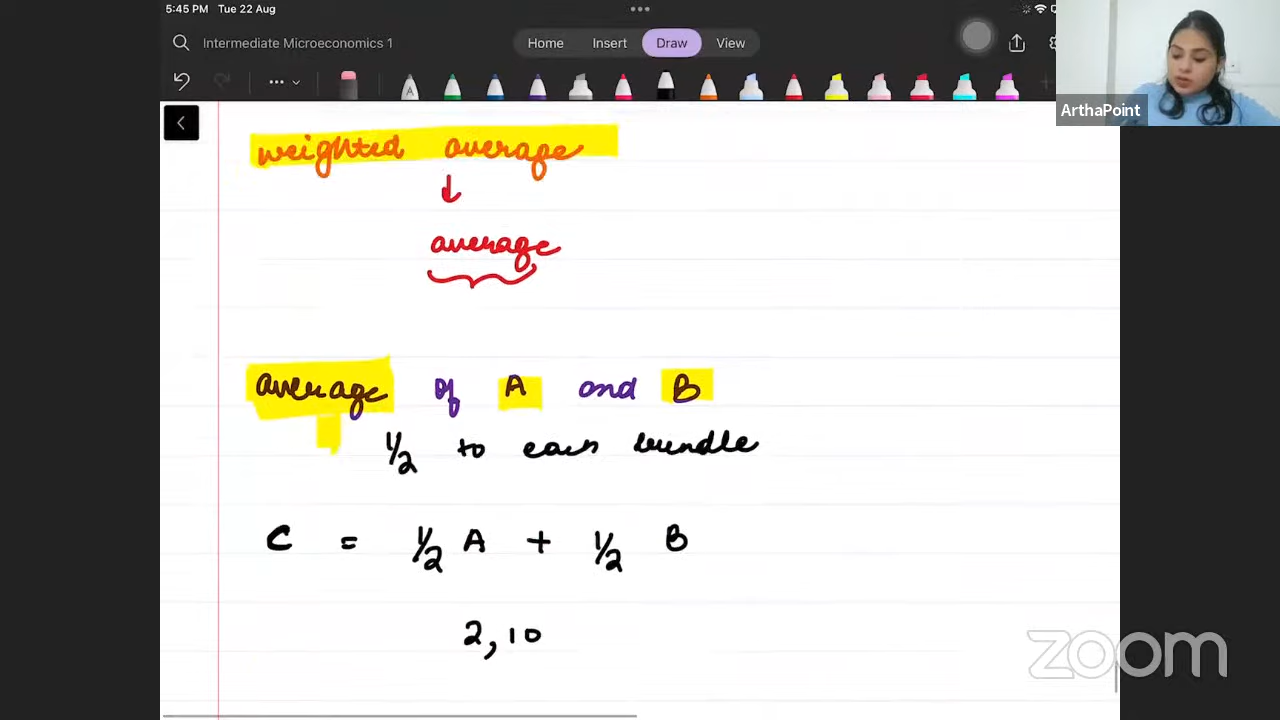 5:45 PM Tue 22 Aug
Intermediate Microeconomics 1
Home Insert Draw View
ArthaPoint
weighted average
average
average of A and B
1/2 to each bundle
C = 1/2 A + 1/2 B
2, 10
zoom